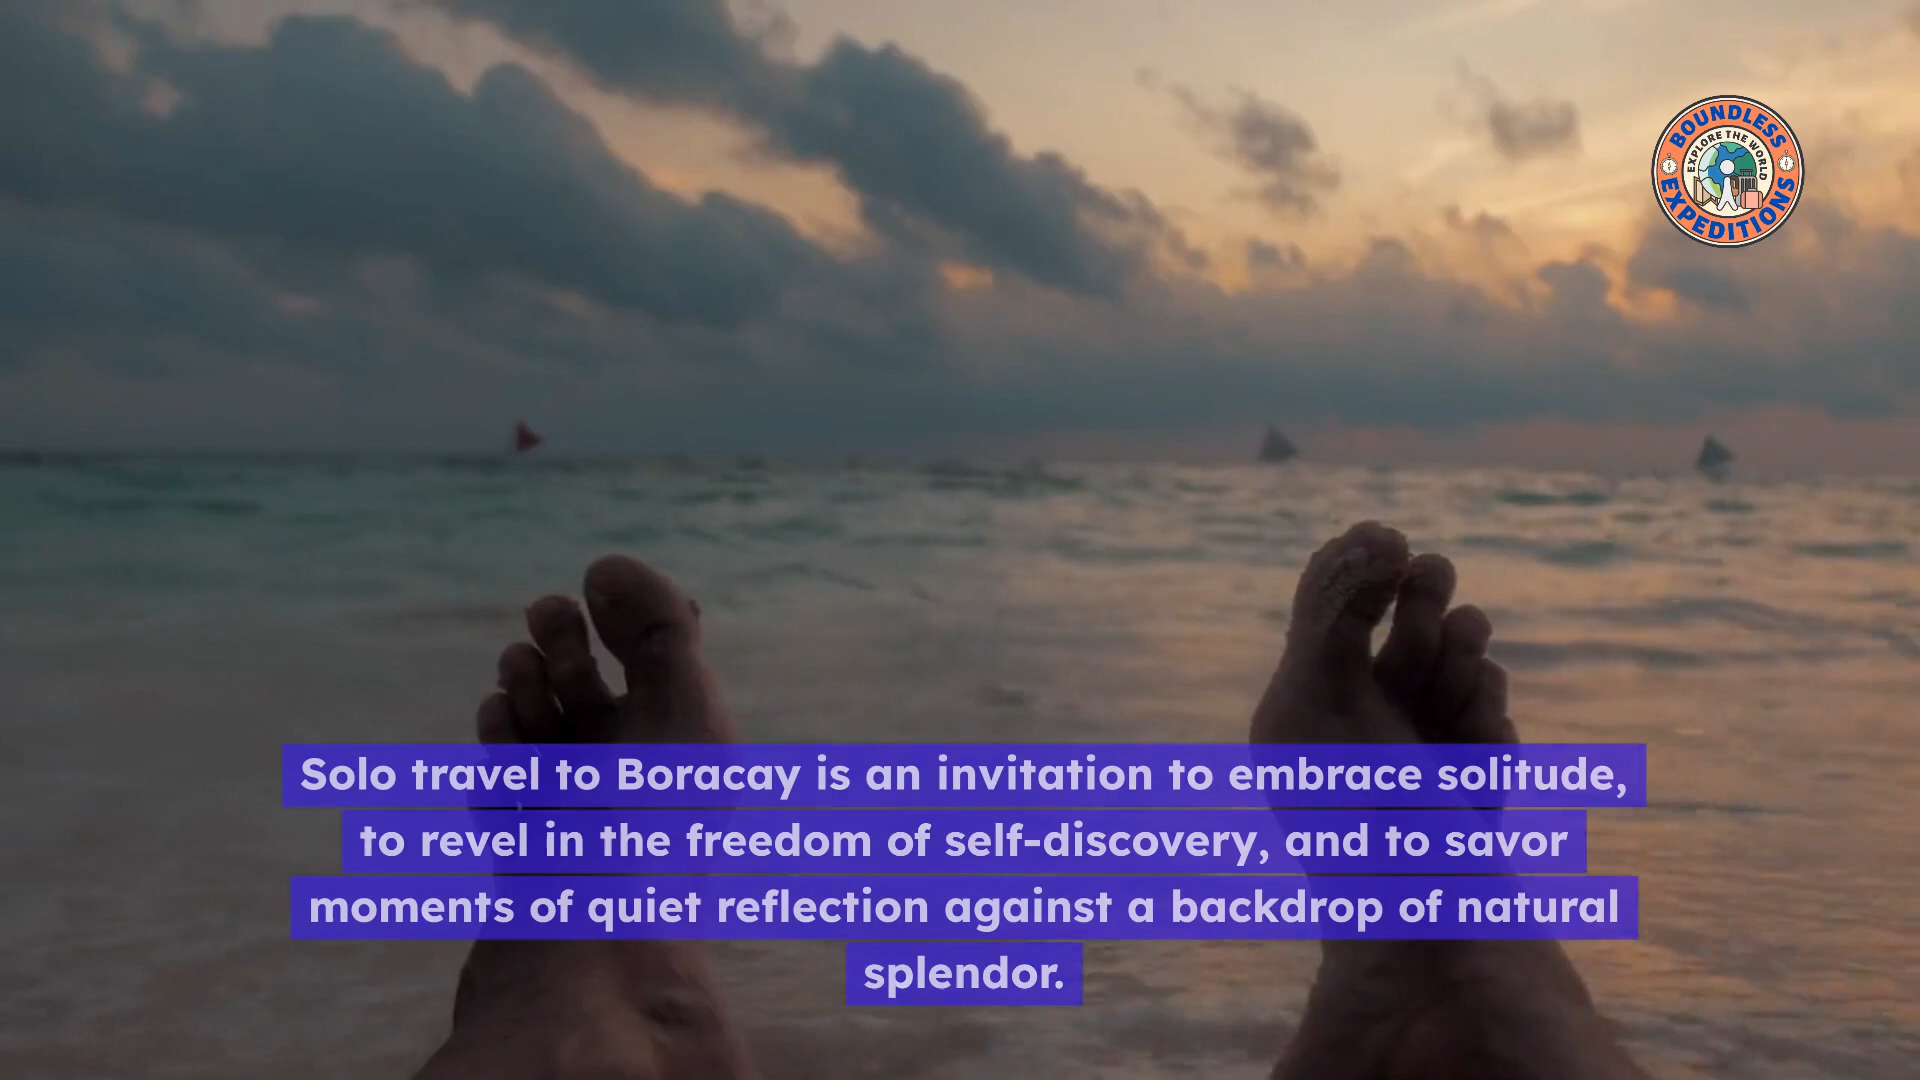 BOUNDLESS
EXPLORE THE WORLD
EXPEDITIONS
Solo travel to Boracay is an invitation to embrace solitude,
to revel in the freedom of self-discovery, and to savor
moments of quiet reflection against a backdrop of natural
splendor.